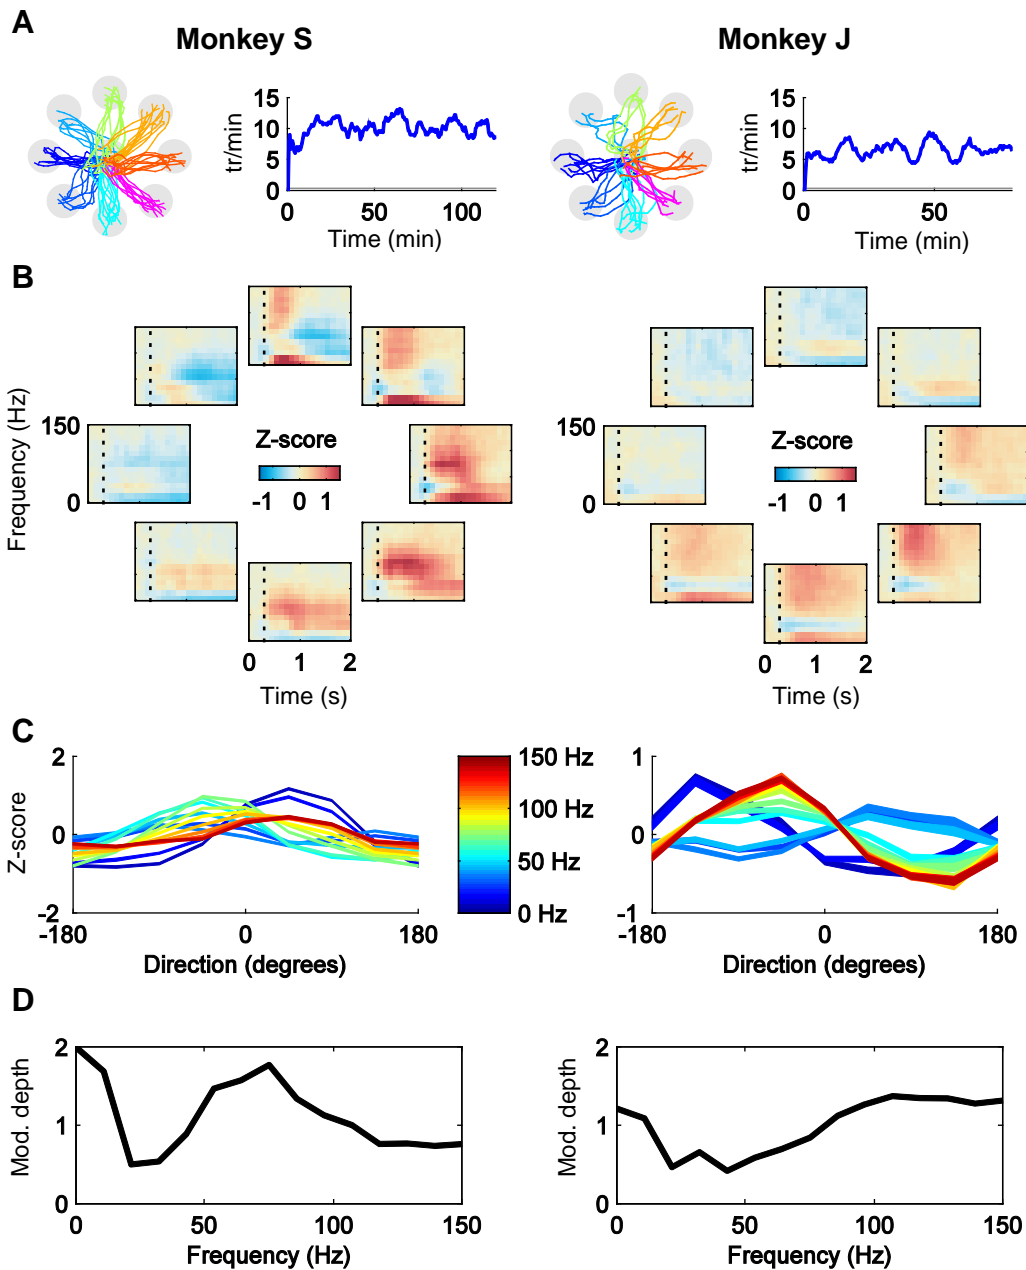 A
Monkey S
Monkey J
tr/min
15
10
5
0
0
50
100
Time (min)
tr/min
15
10
5
0
0
50
Time (min)
B
Frequency (Hz)
150
0
Z-score
-1 0 1
0 1 2
Time (s)
150
0
Z-score
-1 0 1
0 1 2
Time (s)
C
Z-score
2
0
-2
-180 0 180
Direction (degrees)
150 Hz
100 Hz
50 Hz
0 Hz
1
0
-1
-180 0 180
Direction (degrees)
D
Mod. depth
2
1
0
0 50 100 150
Frequency (Hz)
Mod. depth
2
1
0
0 50 100 150
Frequency (Hz)